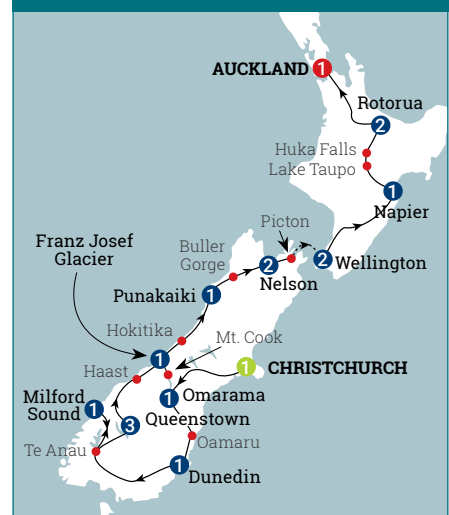 AUCKLAND 1
Rotorua
2
Huka Falls
Lake Taupo
1
Napier
Picton
Franz Josef
Glacier
Buller
Gorge
2
Nelson
2 Wellington
Punakaiki 1
Hokitika
Mt. Cook
1
1 CHRISTCHURCH
Haast
1 Omarama
Milford
Sound
1
Queenstown
3
Oamaru
Te Anau
1
Dunedin